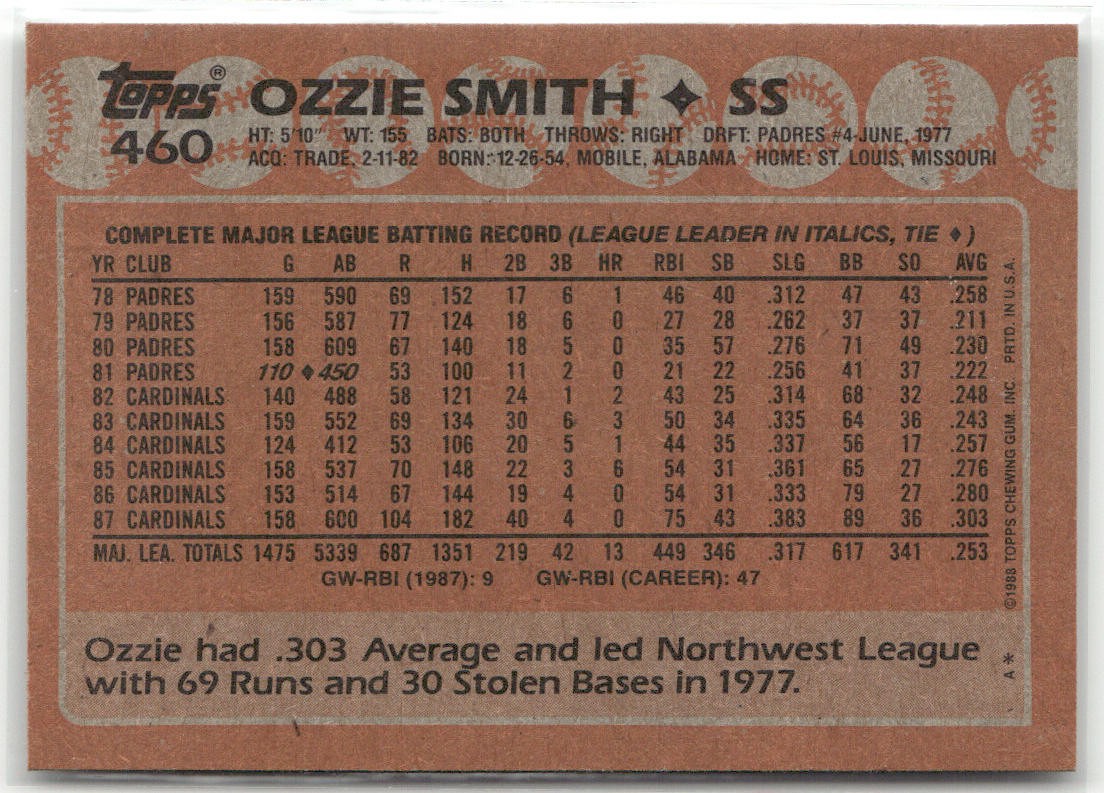 Topps® OZZIE SMITH ✦ SS
460 HT: 5'10" WT: 155 BATS: BOTH THROWS: RIGHT DRFT: PADRES #4-JUNE, 1977
ACQ: TRADE, 2-11-82 BORN: 12-26-54, MOBILE, ALABAMA HOME: ST. LOUIS, MISSOURI
COMPLETE MAJOR LEAGUE BATTING RECORD (LEAGUE LEADER IN ITALICS, TIE ♦)
YR CLUB G AB R H 2B 3B HR RBI SB SLG BB SO AVG
78 PADRES 159 590 69 152 17 6 1 46 40 .312 47 43 .258
79 PADRES 156 587 77 124 18 6 0 27 28 .262 37 37 .211
80 PADRES 158 609 67 140 18 5 0 35 57 .276 71 49 .230
81 PADRES 110 ♦450 53 100 11 2 0 21 22 .256 41 37 .222
82 CARDINALS 140 488 58 121 24 1 2 43 25 .314 68 32 .248
83 CARDINALS 159 552 69 134 30 6 3 50 34 .335 64 36 .243
84 CARDINALS 124 412 53 106 20 5 1 44 35 .337 56 17 .257
85 CARDINALS 158 537 70 148 22 3 6 54 31 .361 65 27 .276
86 CARDINALS 153 514 67 144 19 4 0 54 31 .333 79 27 .280
87 CARDINALS 158 600 104 182 40 4 0 75 43 .383 89 36 .303
MAJ. LEA. TOTALS 1475 5339 687 1351 219 42 13 449 346 .317 617 341 .253
GW-RBI (1987): 9 GW-RBI (CAREER): 47
©1988 TOPPS CHEWING GUM, INC. PRTD. IN U.S.A.
Ozzie had .303 Average and led Northwest League
with 69 Runs and 30 Stolen Bases in 1977.
A*